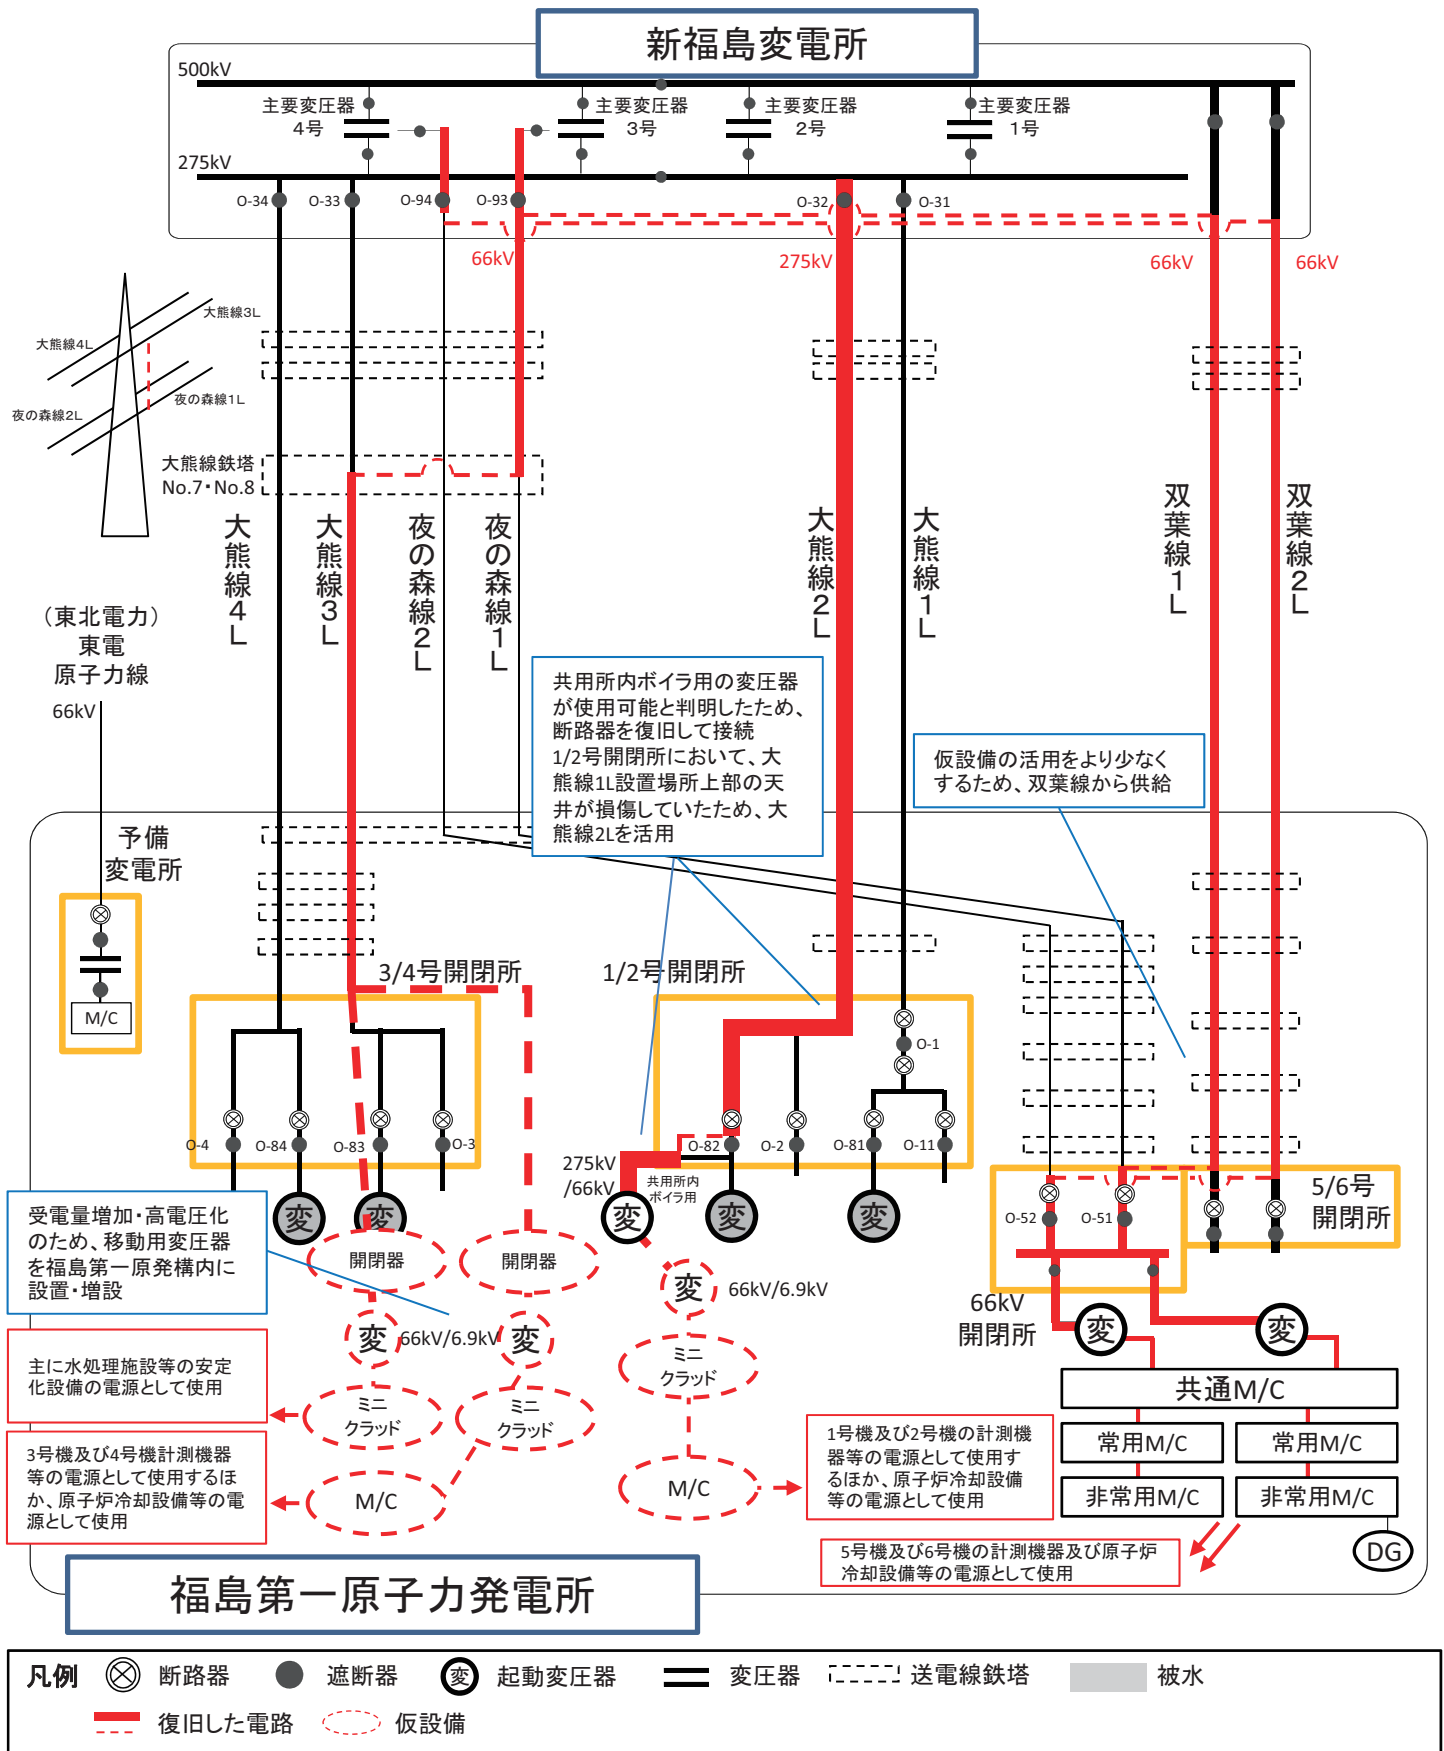 新福島変電所
500kV
主要変圧器
4号
主要変圧器
3号
主要変圧器
2号
主要変圧器
1号
275kV
O-34
O-33
O-94
O-93
O-32
O-31
66kV
275kV
66kV
66kV
大熊線3L
大熊線4L
夜の森線1L
夜の森線2L
大熊線鉄塔
No.7・No.8
大熊線4L
大熊線3L
夜の森線2L
夜の森線1L
大熊線2L
大熊線1L
双葉線1L
双葉線2L
(東北電力)
東電
原子力線
66kV
共用所内ボイラ用の変圧器
が使用可能と判明したため、
断路器を復旧して接続
1/2号開閉所において、大
熊線1L設置場所上部の天
井が損傷していたため、大
熊線2Lを活用
仮設備の活用をより少なく
するため、双葉線から供給
予備
変電所
M/C
3/4号開閉所
1/2号開閉所
O-1
O-4
O-84
O-83
O-3
O-82
O-2
O-81
O-11
275kV
/66kV
共用所内
ボイラ用
変
変
変
変
変
O-52
O-51
5/6号
開閉所
受電量増加・高電圧化
のため、移動用変圧器
を福島第一原発構内に
設置・増設
開閉器
開閉器
変
66kV/6.9kV
変
変
66kV/6.9kV
66kV
開閉所
変
変
主に水処理施設等の安定
化設備の電源として使用
ミニ
クラッド
ミニ
クラッド
ミニ
クラッド
共通M/C
常用M/C
常用M/C
非常用M/C
非常用M/C
3号機及び4号機計測機器
等の電源として使用するほ
か、原子炉冷却設備等の電
源として使用
M/C
M/C
1号機及び2号機の計測機
器等の電源として使用す
るほか、原子炉冷却設備
等の電源として使用
5号機及び6号機の計測機器及び原子炉
冷却設備等の電源として使用
DG
福島第一原子力発電所
凡例
断路器
遮断器
変
起動変圧器
変圧器
送電線鉄塔
被水
復旧した電路
仮設備